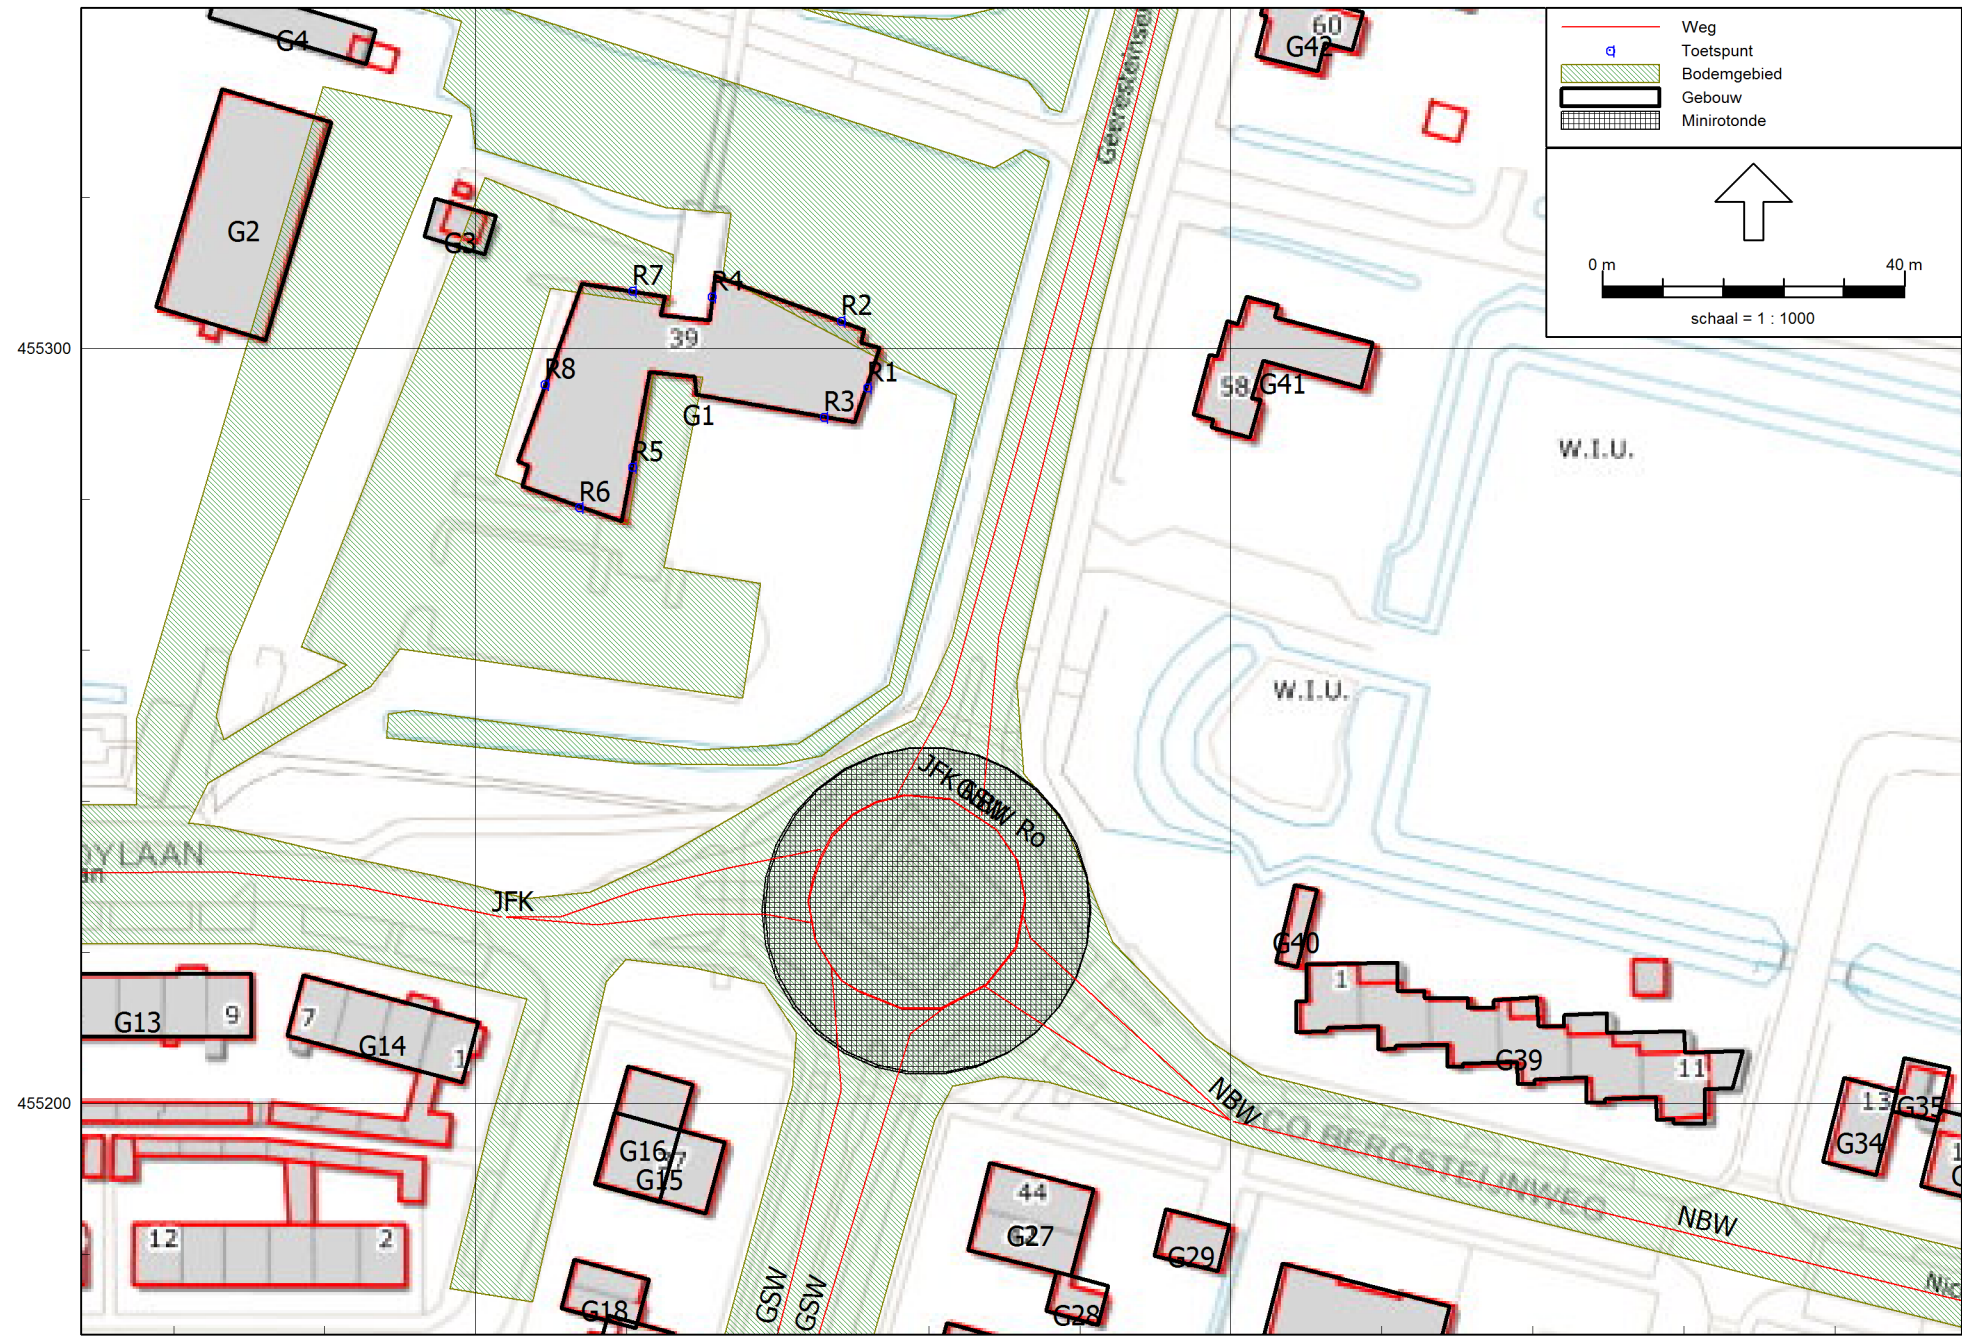 Weg
Toetspunt
Bodemgebied
Gebouw
Minirotonde
0 m
40 m
schaal = 1 : 1000
G4
60
G42
G2
G3
R7
R4
R2
455300
39
R8
R1
R3
G1
58
G41
R5
R6
W.I.U.
W.I.U.
JFK
Ro
JFK
G40
G13
9
7
G14
1
1
G39
11
NBW
455200
13
G35
G34
G16
G15
44
G27
G29
NBW
12
2
GSW
GSW
G18
G28